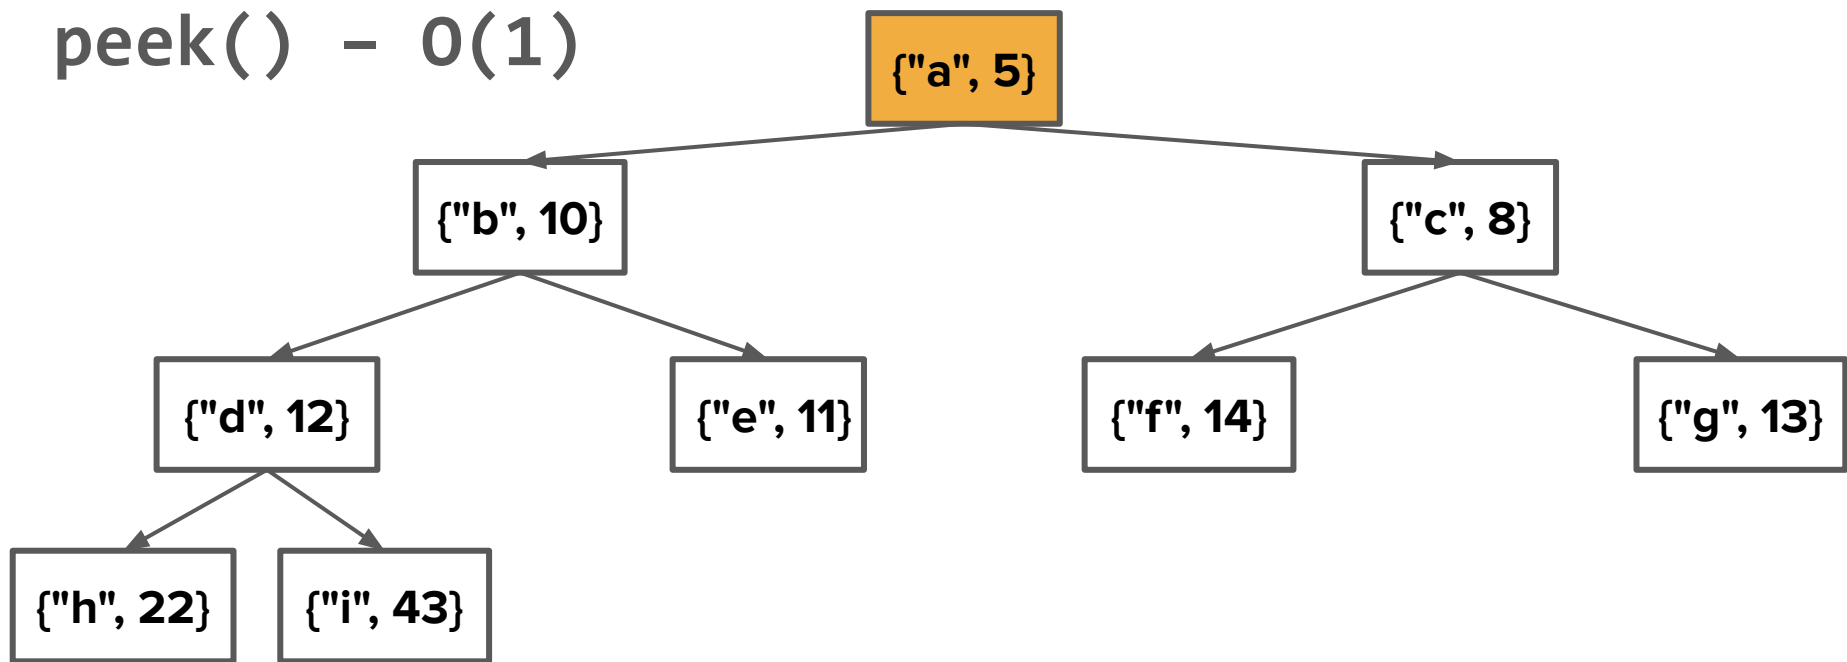 peek() – O(1)
{"a", 5}
{"b", 10}
{"c", 8}
{"d", 12}
{"e", 11}
{"f", 14}
{"g", 13}
{"h", 22}
{"i", 43}